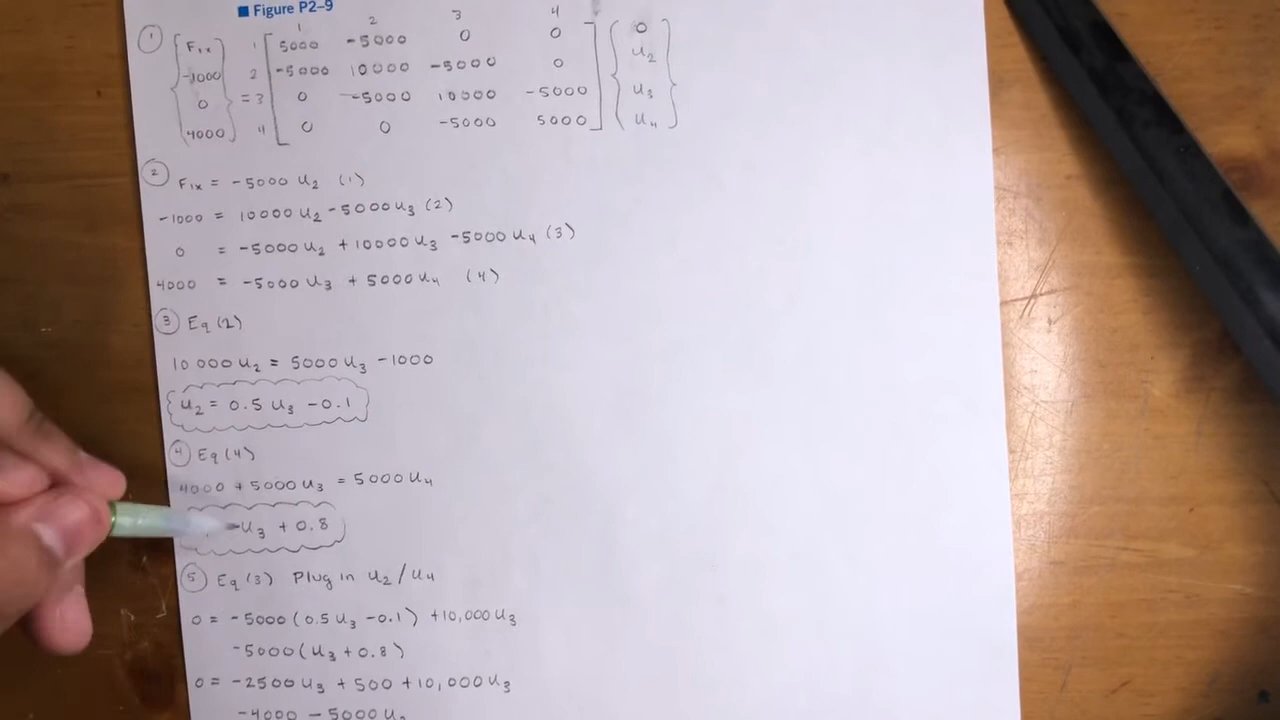 ■ Figure P2-9
1 2 3 4
① { F1x } 1 [ 5000 -5000 0 0 ] { 0 }
{ -1000 } 2 [ -5000 10000 -5000 0 ] { u2 }
{ 0 } = 3 [ 0 -5000 10000 -5000 ] { u3 }
{ 4000 } 4 [ 0 0 -5000 5000 ] { u4 }
② F1x = -5000 u2 (1)
-1000 = 10000 u2 - 5000 u3 (2)
0 = -5000 u2 + 10000 u3 - 5000 u4 (3)
4000 = -5000 u3 + 5000 u4 (4)
③ Eq (2)
10 000 u2 = 5000 u3 - 1000
u2 = 0.5 u3 - 0.1
④ Eq (4)
4000 + 5000 u3 = 5000 u4
u3 + 0.8
⑤ Eq (3) Plug in u2 / u4
0 = -5000 (0.5 u3 - 0.1) + 10,000 u3
-5000 (u3 + 0.8)
0 = -2500 u3 + 500 + 10,000 u3
-4000 - 5000 u3